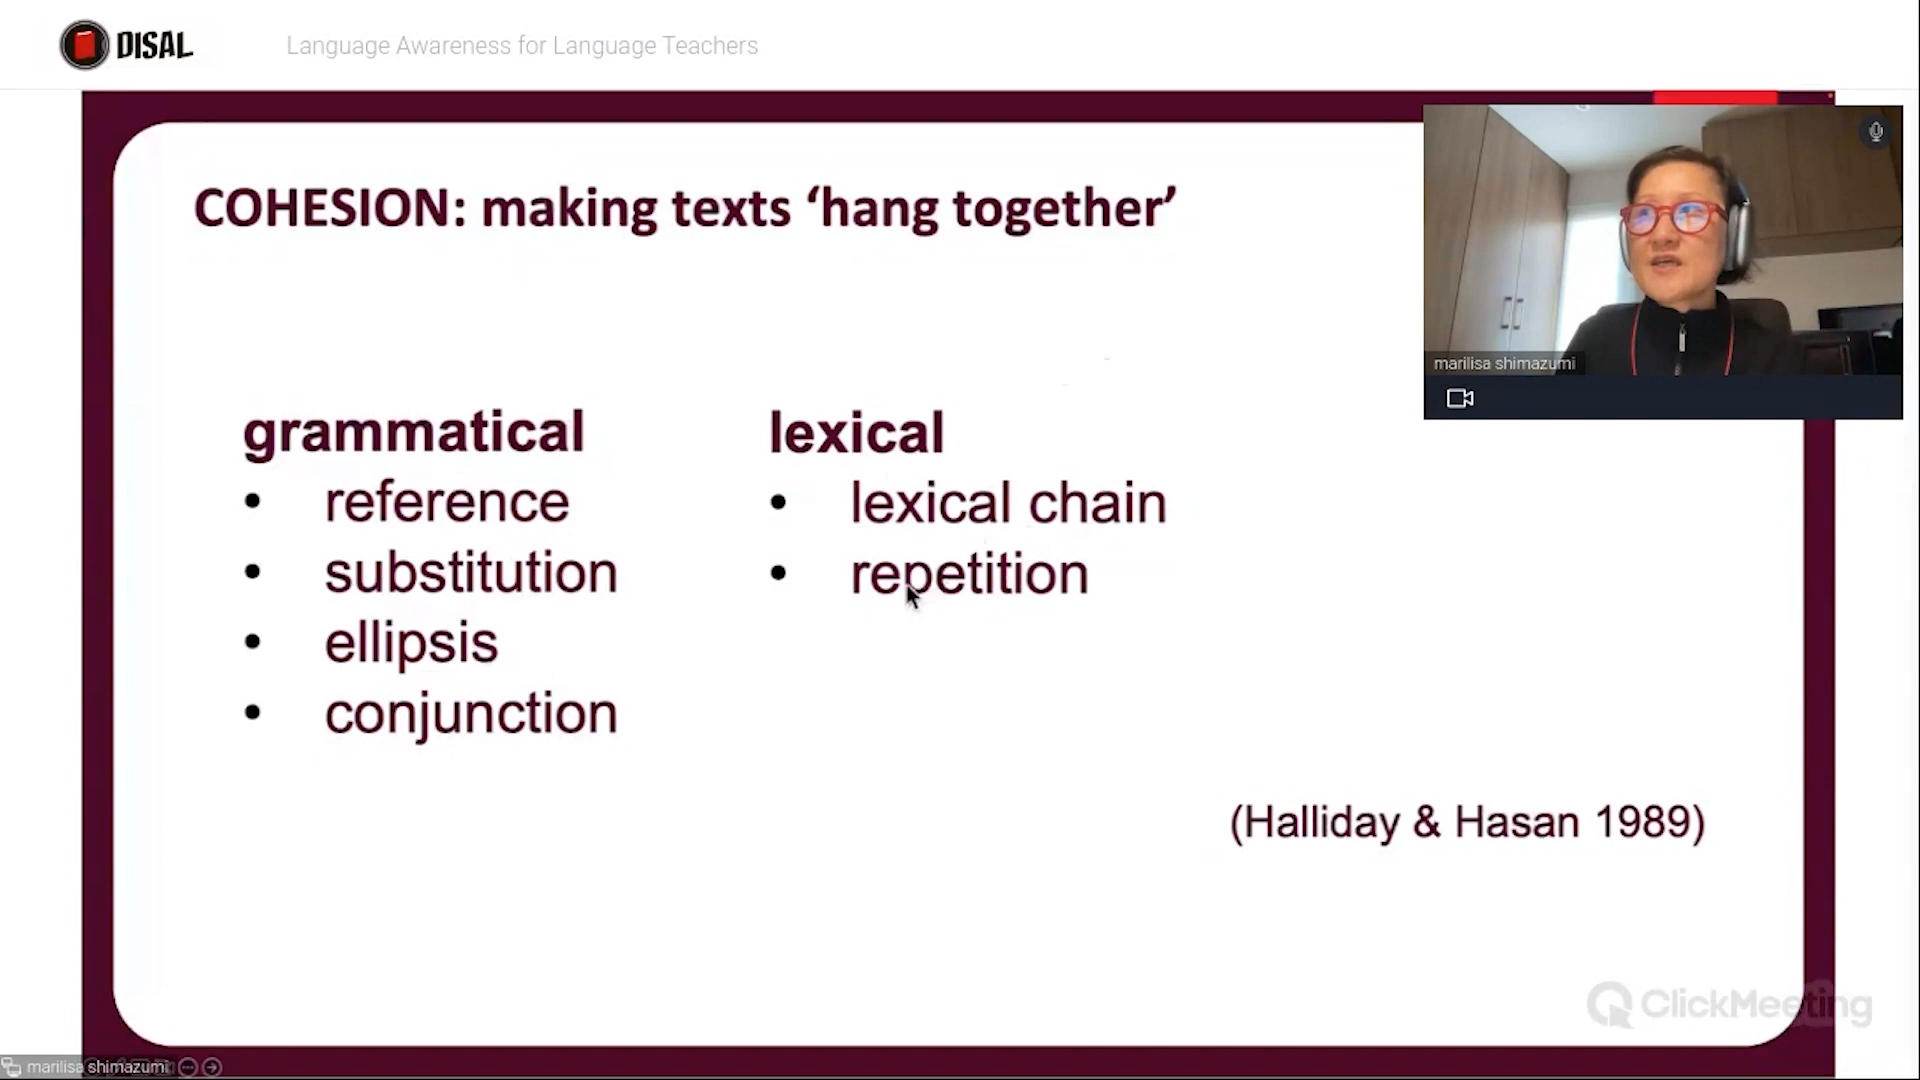 DISAL
Language Awareness for Language Teachers
COHESION: making texts ‘hang together’
marilisa shimazumi
grammatical
• reference
• substitution
• ellipsis
• conjunction
lexical
• lexical chain
• repetition
(Halliday & Hasan 1989)
ClickMeeting
marilisa shimazumi